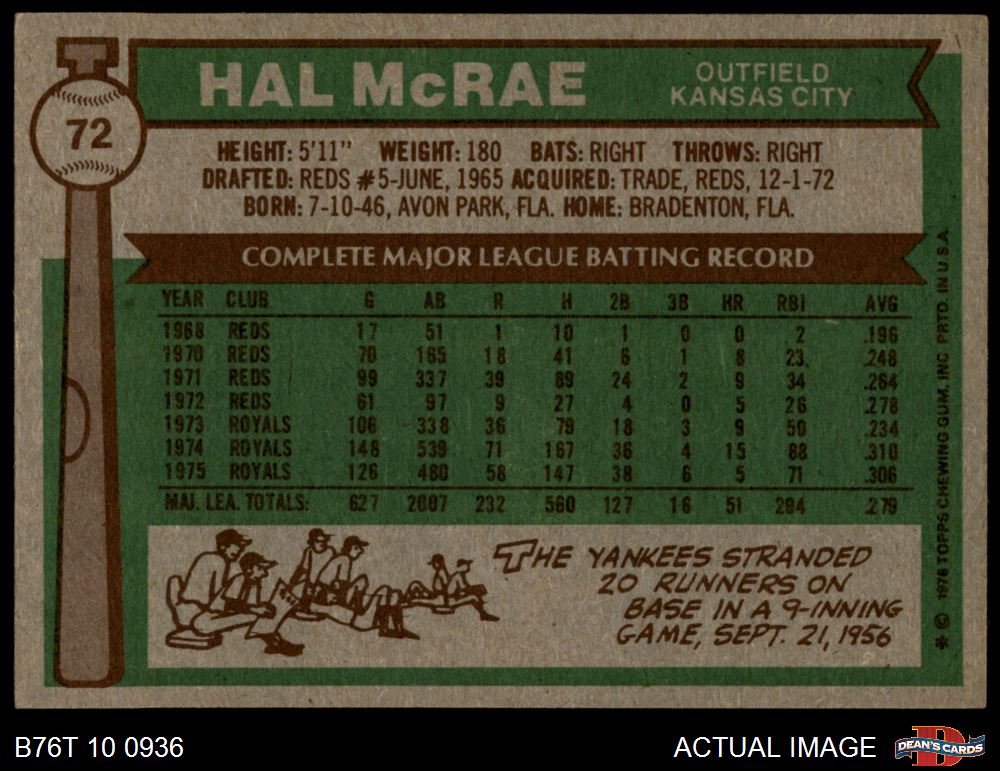 72
HAL McRAE
OUTFIELD
KANSAS CITY
HEIGHT: 5'11" WEIGHT: 180 BATS: RIGHT THROWS: RIGHT
DRAFTED: REDS #5-JUNE, 1965 ACQUIRED: TRADE, REDS, 12-1-72
BORN: 7-10-46, AVON PARK, FLA. HOME: BRADENTON, FLA.
COMPLETE MAJOR LEAGUE BATTING RECORD
YEAR CLUB G AB R H 2B 3B HR RBI AVG
1968 REDS 17 51 1 10 1 0 0 2 .196
1970 REDS 70 165 18 41 6 1 8 23 .248
1971 REDS 99 337 39 89 24 2 9 34 .264
1972 REDS 61 97 9 27 4 0 5 26 .278
1973 ROYALS 106 338 36 79 18 3 9 50 .234
1974 ROYALS 148 539 71 167 36 4 15 88 .310
1975 ROYALS 126 480 58 147 38 6 5 71 .306
MAJ. LEA. TOTALS: 627 2007 232 560 127 16 51 294 .279
THE YANKEES STRANDED
20 RUNNERS ON
BASE IN A 9-INNING
GAME, SEPT. 21, 1956
* © 1976 TOPPS CHEWING GUM, INC. PRTD. IN U.S.A.
B76T 10 0936
ACTUAL IMAGE
DEAN'S CARDS